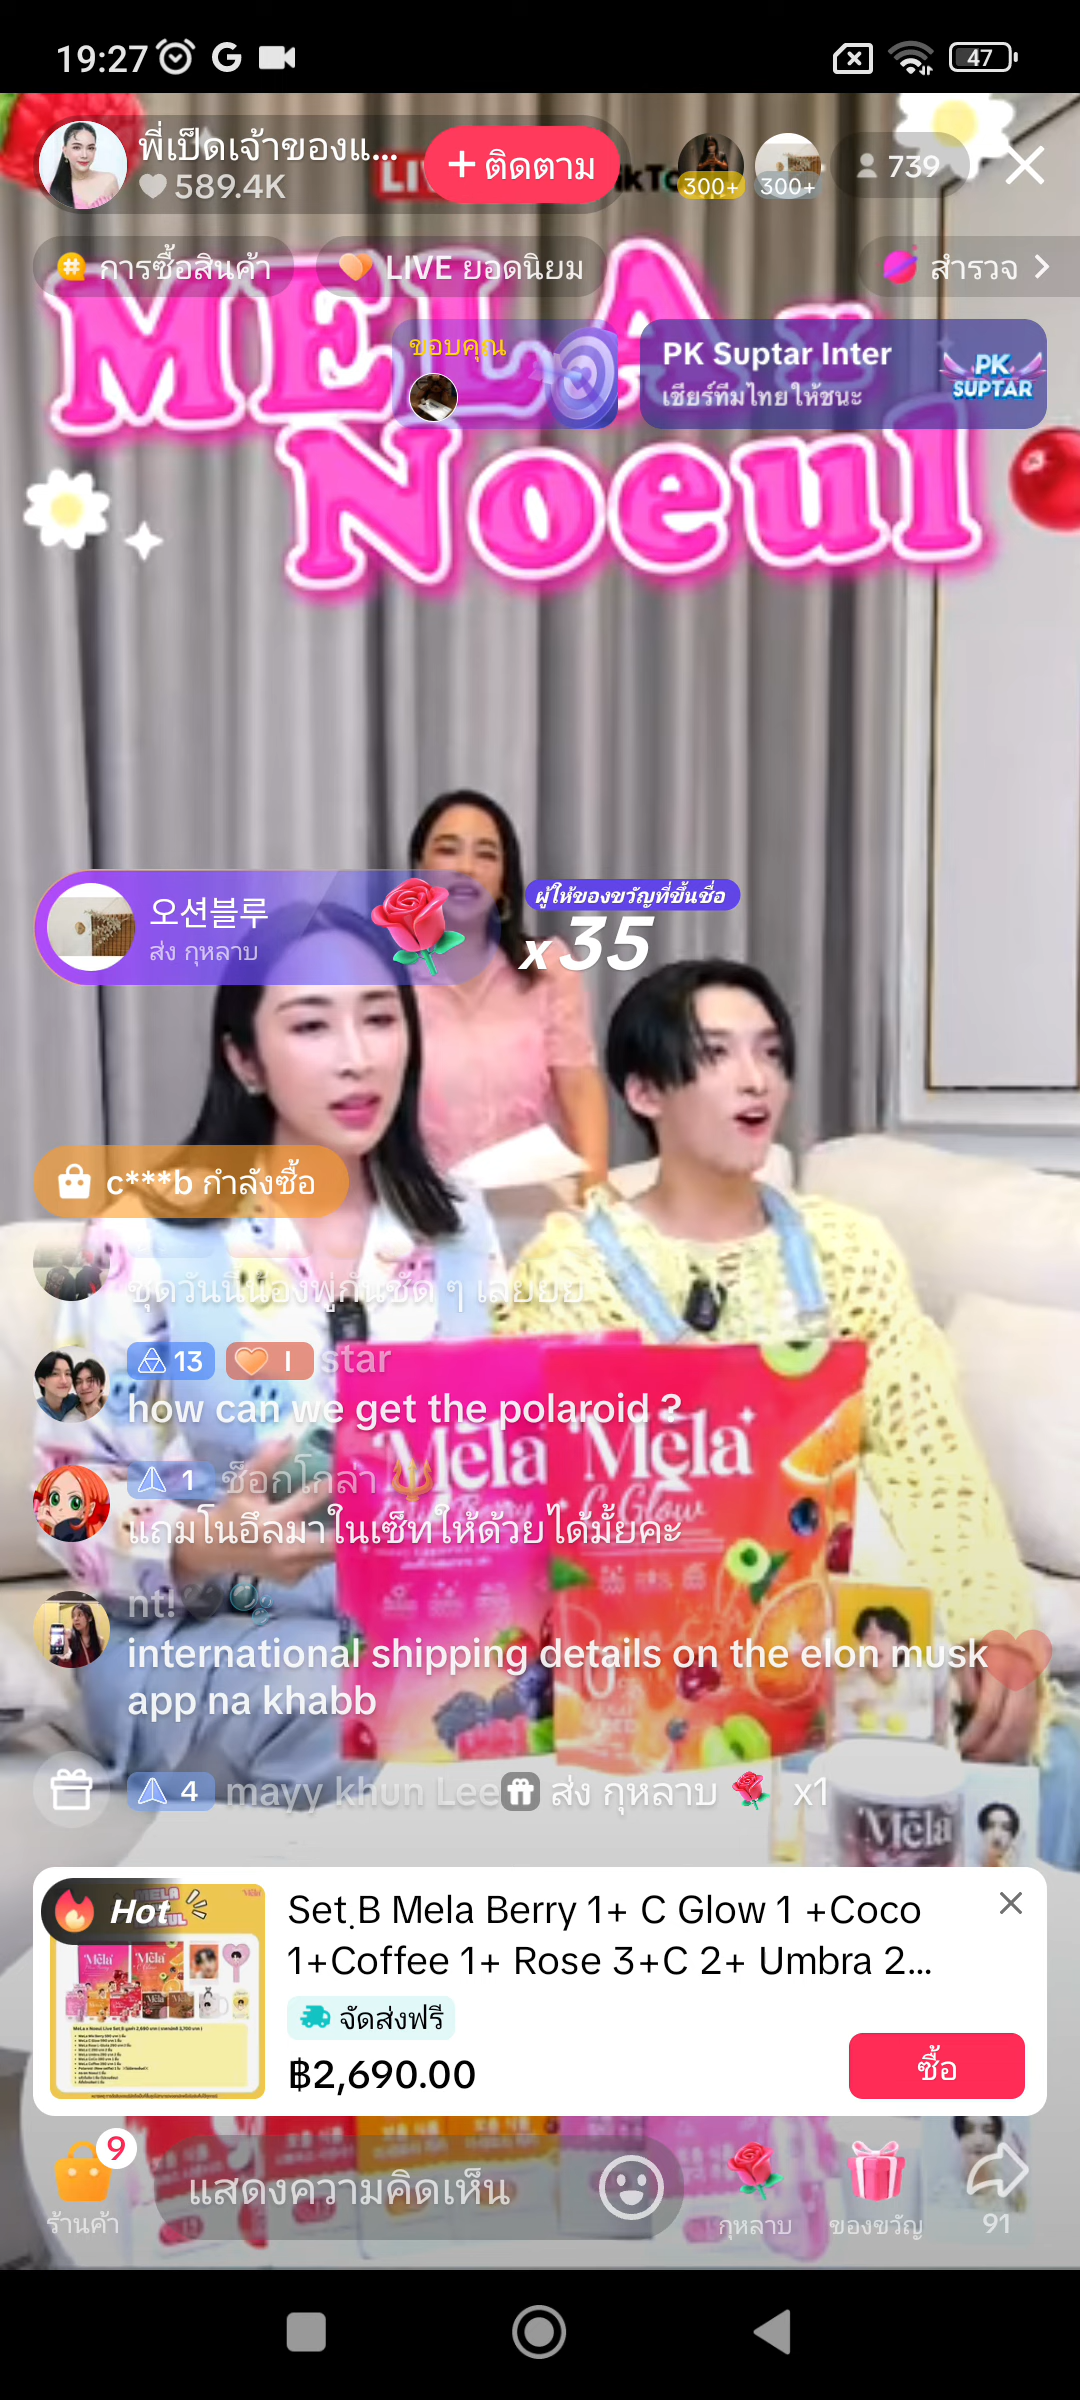 19:27
47
พี่เป็ดเจ้าของแ...
589.4K
+ ติดตาม
300+
300+
739
การซื้อสินค้า
LIVE ยอดนิยม
สำรวจ
MELA x
Noeul
ขอบคุณ
PK Suptar Inter
เชียร์ทีมไทยให้ชนะ
PK
SUPTAR
오션블루
ส่ง กุหลาบ
ผู้ให้ของขวัญที่ขึ้นชื่อ
x 35
c***b กำลังซื้อ
ชุดวันนี้น้องพู่กันชัด ๆ เลยยย
13
I
star
how can we get the polaroid ?
1
ช็อกโกล่า
แถมโนอึลมาในเซ็ทให้ด้วยได้มั้ยคะ
nt!
international shipping details on the elon musk
app na khabb
4
mayy khun Lee
ส่ง กุหลาบ
x1
Mela
Mela
Berry
C Glow
Mela
Hot
Set.B Mela Berry 1+ C Glow 1 +Coco
1+Coffee 1+ Rose 3+C 2+ Umbra 2...
จัดส่งฟรี
฿2,690.00
ซื้อ
9
ร้านค้า
แสดงความคิดเห็น
กุหลาบ
ของขวัญ
91